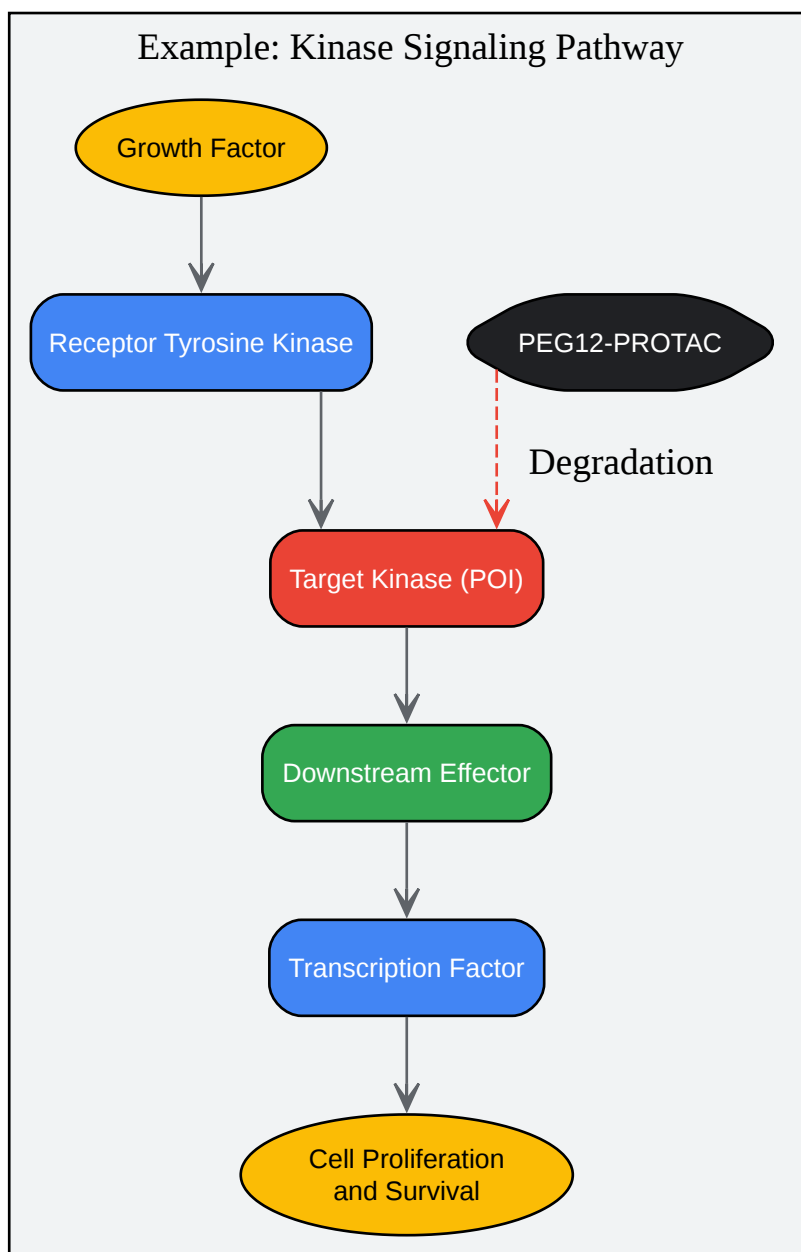 Example: Kinase Signaling Pathway
Growth Factor
Receptor Tyrosine Kinase
PEG12-PROTAC
Degradation
Target Kinase (POI)
Downstream Effector
Transcription Factor
Cell Proliferation
and Survival